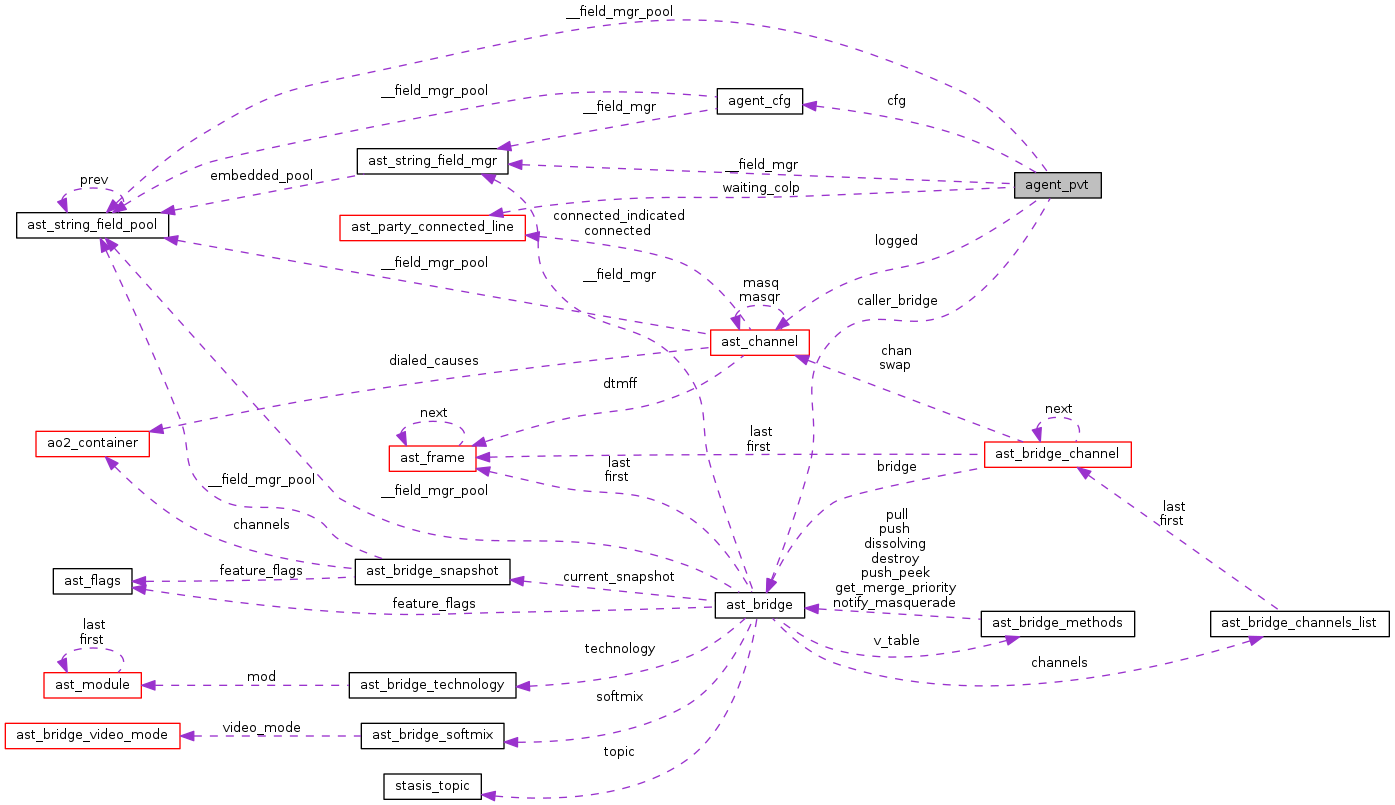 __field_mgr_pool
__field_mgr_pool
agent_cfg
cfg
__field_mgr
ast_string_field_mgr
__field_mgr
prev
embedded_pool
waiting_colp
agent_pvt
connected_indicated
connected
ast_string_field_pool
ast_party_connected_line
logged
__field_mgr_pool
__field_mgr
masq
masqr
caller_bridge
ast_channel
chan
swap
dialed_causes
dtmff
next
next
ao2_container
last
first
ast_frame
ast_bridge_channel
last
first
bridge
__field_mgr_pool
__field_mgr_pool
last
first
channels
pull
push
dissolving
destroy
push_peek
get_merge_priority
notify_masquerade
ast_flags
feature_flags
ast_bridge_snapshot
current_snapshot
feature_flags
ast_bridge
ast_bridge_methods
ast_bridge_channels_list
v_table
last
first
technology
channels
ast_module
mod
ast_bridge_technology
softmix
ast_bridge_video_mode
video_mode
ast_bridge_softmix
topic
stasis_topic